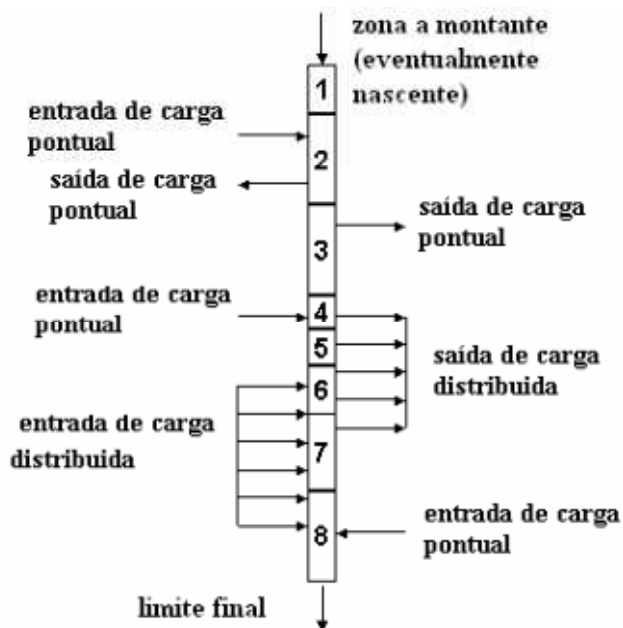 zona a montante
(eventualmente
nascente)
1
entrada de carga
pontual
2
saída de carga
pontual
saída de carga
pontual
3
entrada de carga
pontual
4
5
saída de carga
distribuida
6
entrada de carga
distribuida
7
entrada de carga
pontual
8
limite final